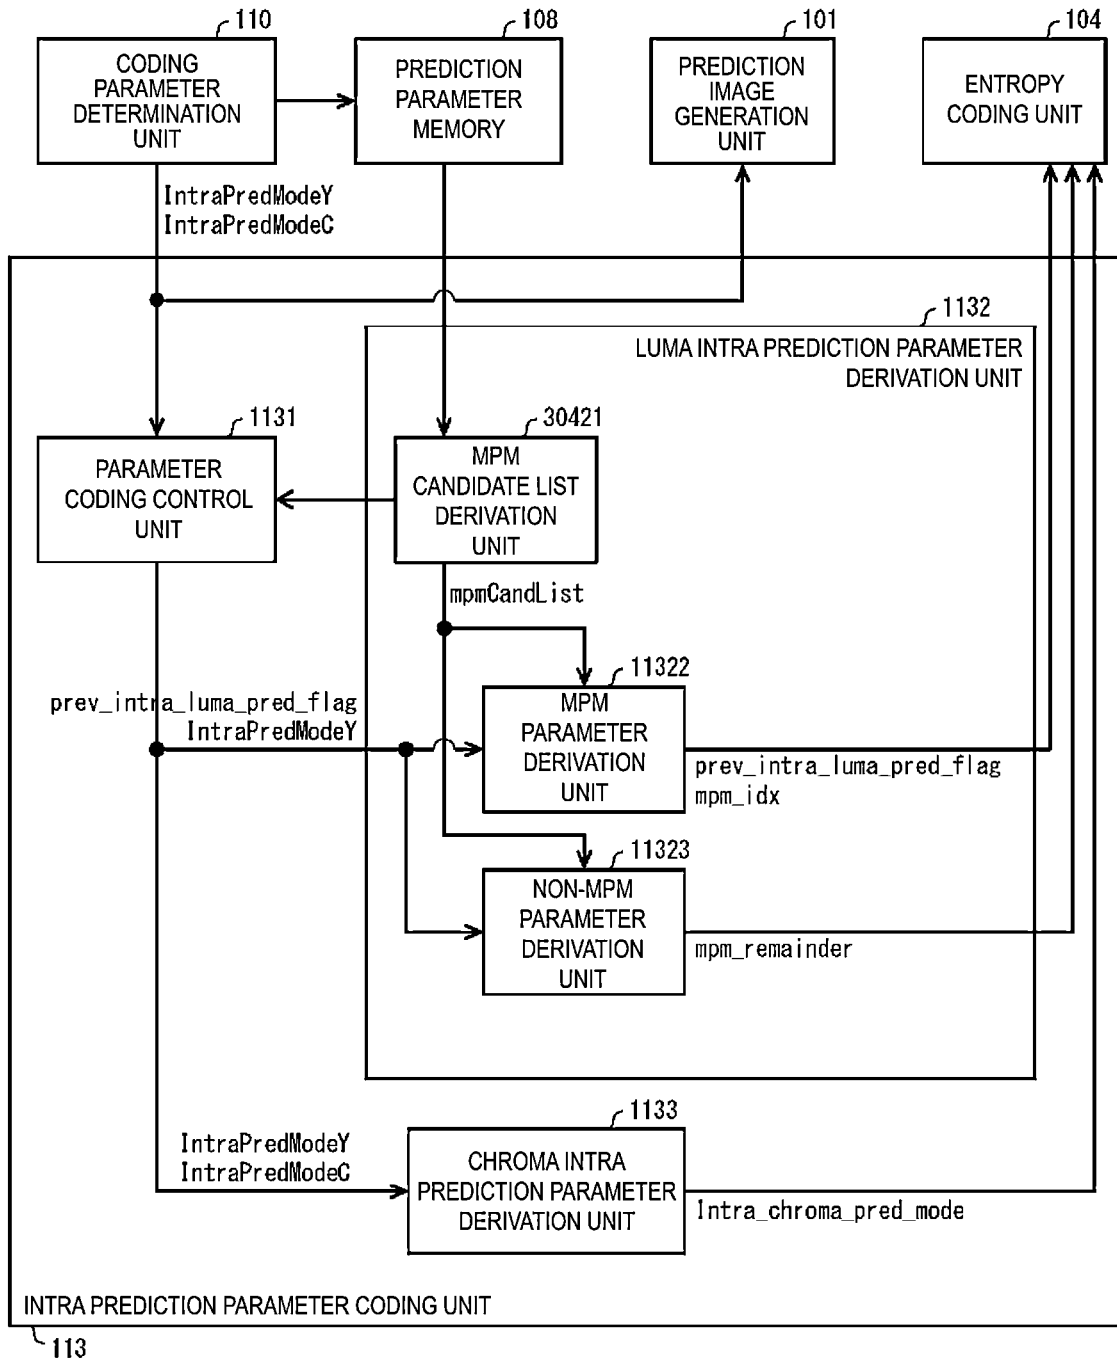 110
CODING
PARAMETER
DETERMINATION
UNIT
108
PREDICTION
PARAMETER
MEMORY
101
PREDICTION
IMAGE
GENERATION
UNIT
104
ENTROPY
CODING UNIT
IntraPredModeY
IntraPredModeC
1132
LUMA INTRA PREDICTION PARAMETER
DERIVATION UNIT
1131
PARAMETER
CODING CONTROL
UNIT
30421
MPM
CANDIDATE LIST
DERIVATION
UNIT
mpmCandList
prev_intra_luma_pred_flag
IntraPredModeY
11322
MPM
PARAMETER
DERIVATION
UNIT
prev_intra_luma_pred_flag
mpm_idx
11323
NON-MPM
PARAMETER
DERIVATION
UNIT
mpm_remainder
IntraPredModeY
IntraPredModeC
1133
CHROMA INTRA
PREDICTION PARAMETER
DERIVATION UNIT
Intra_chroma_pred_mode
INTRA PREDICTION PARAMETER CODING UNIT
113